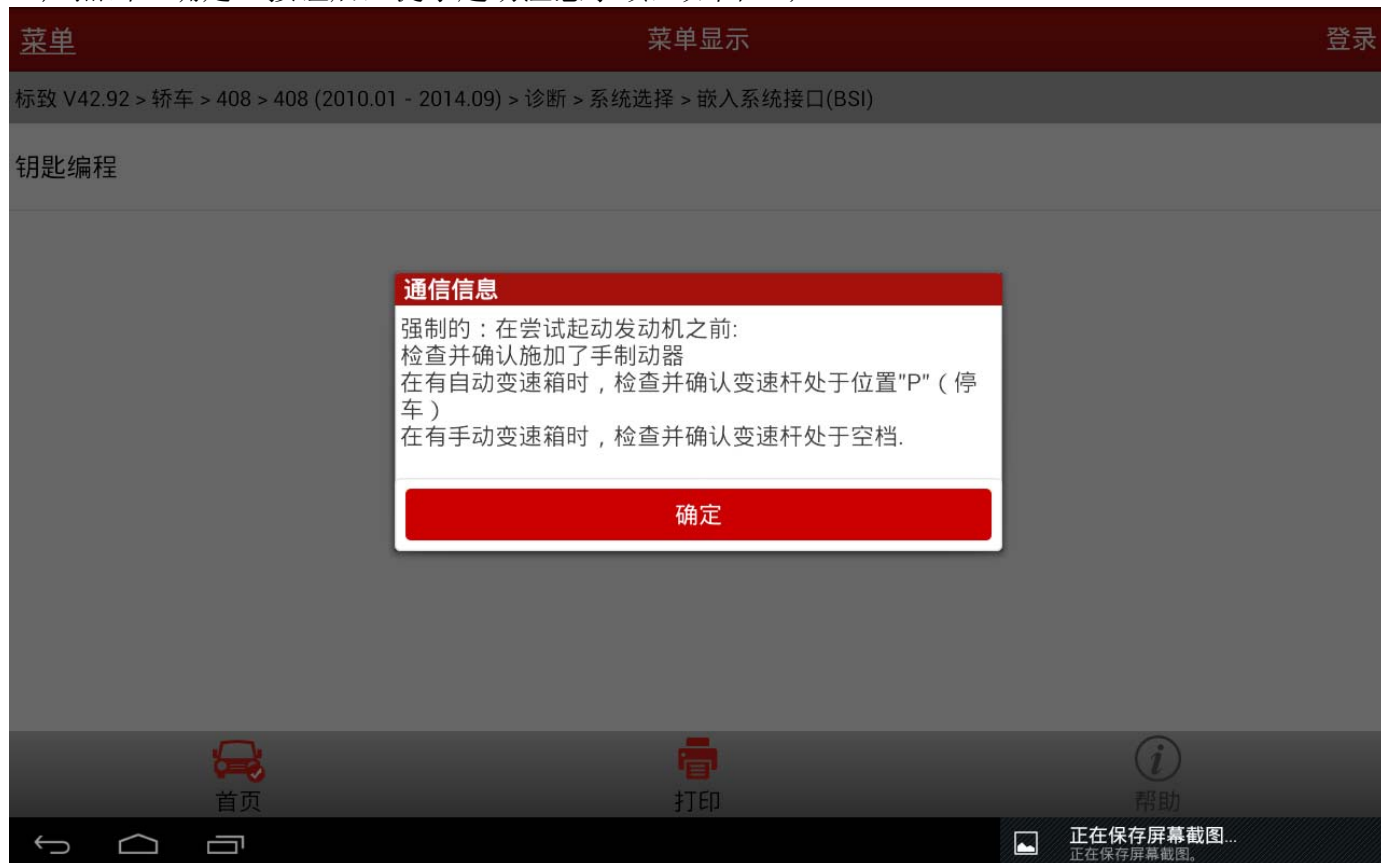 菜单
菜单显示
登录
标致 V42.92 > 轿车 > 408 > 408 (2010.01 - 2014.09) > 诊断 > 系统选择 > 嵌入系统接口(BSI)
钥匙编程
通信信息
强制的：在尝试起动发动机之前:
检查并确认施加了手制动器
在有自动变速箱时，检查并确认变速杆处于位置"P"（停
车）
在有手动变速箱时，检查并确认变速杆处于空档.
确定
首页
打印
帮助
正在保存屏幕截图...
正在保存屏幕截图。